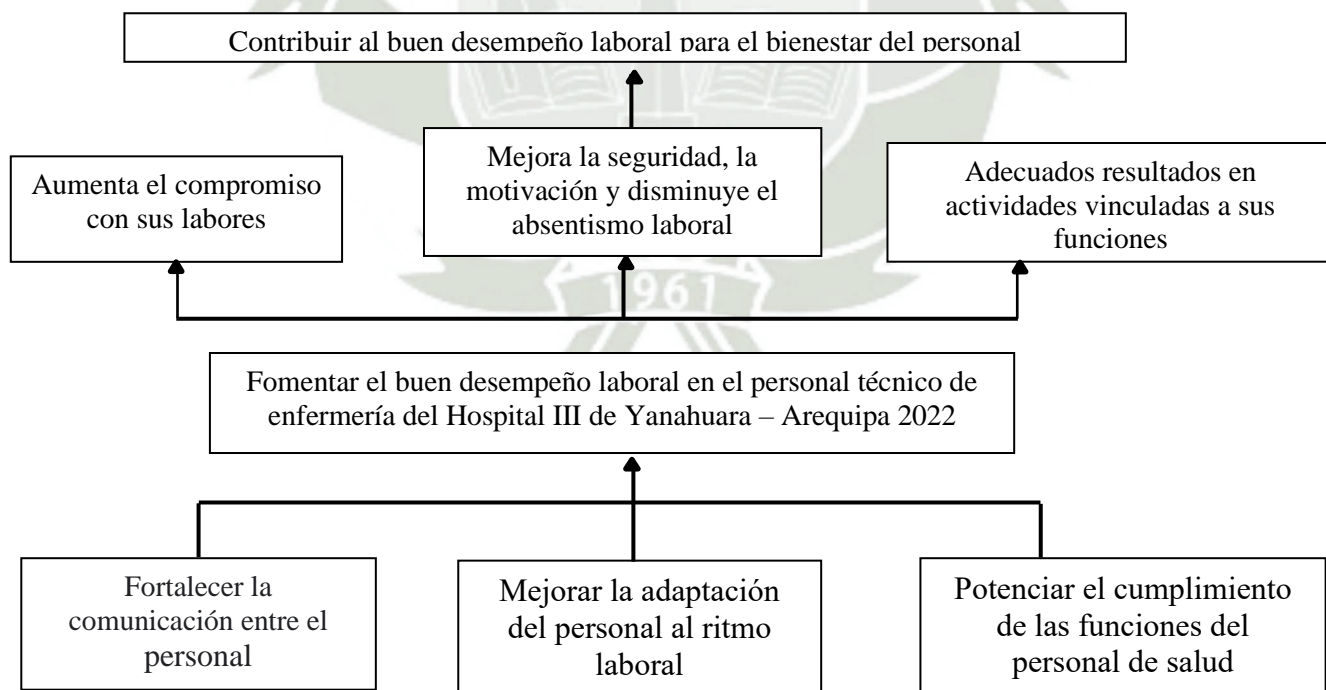 Contribuir al buen desempeño laboral para el bienestar del personal
Aumenta el compromiso
con sus labores
Mejora la seguridad, la
motivación y disminuye el
absentismo laboral
Adecuados resultados en
actividades vinculadas a sus
funciones
1961
Fomentar el buen desempeño laboral en el personal técnico de
enfermería del Hospital III de Yanahuara – Arequipa 2022
Fortalecer la
comunicación entre el
personal
Mejorar la adaptación
del personal al ritmo
laboral
Potenciar el cumplimiento
de las funciones del
personal de salud